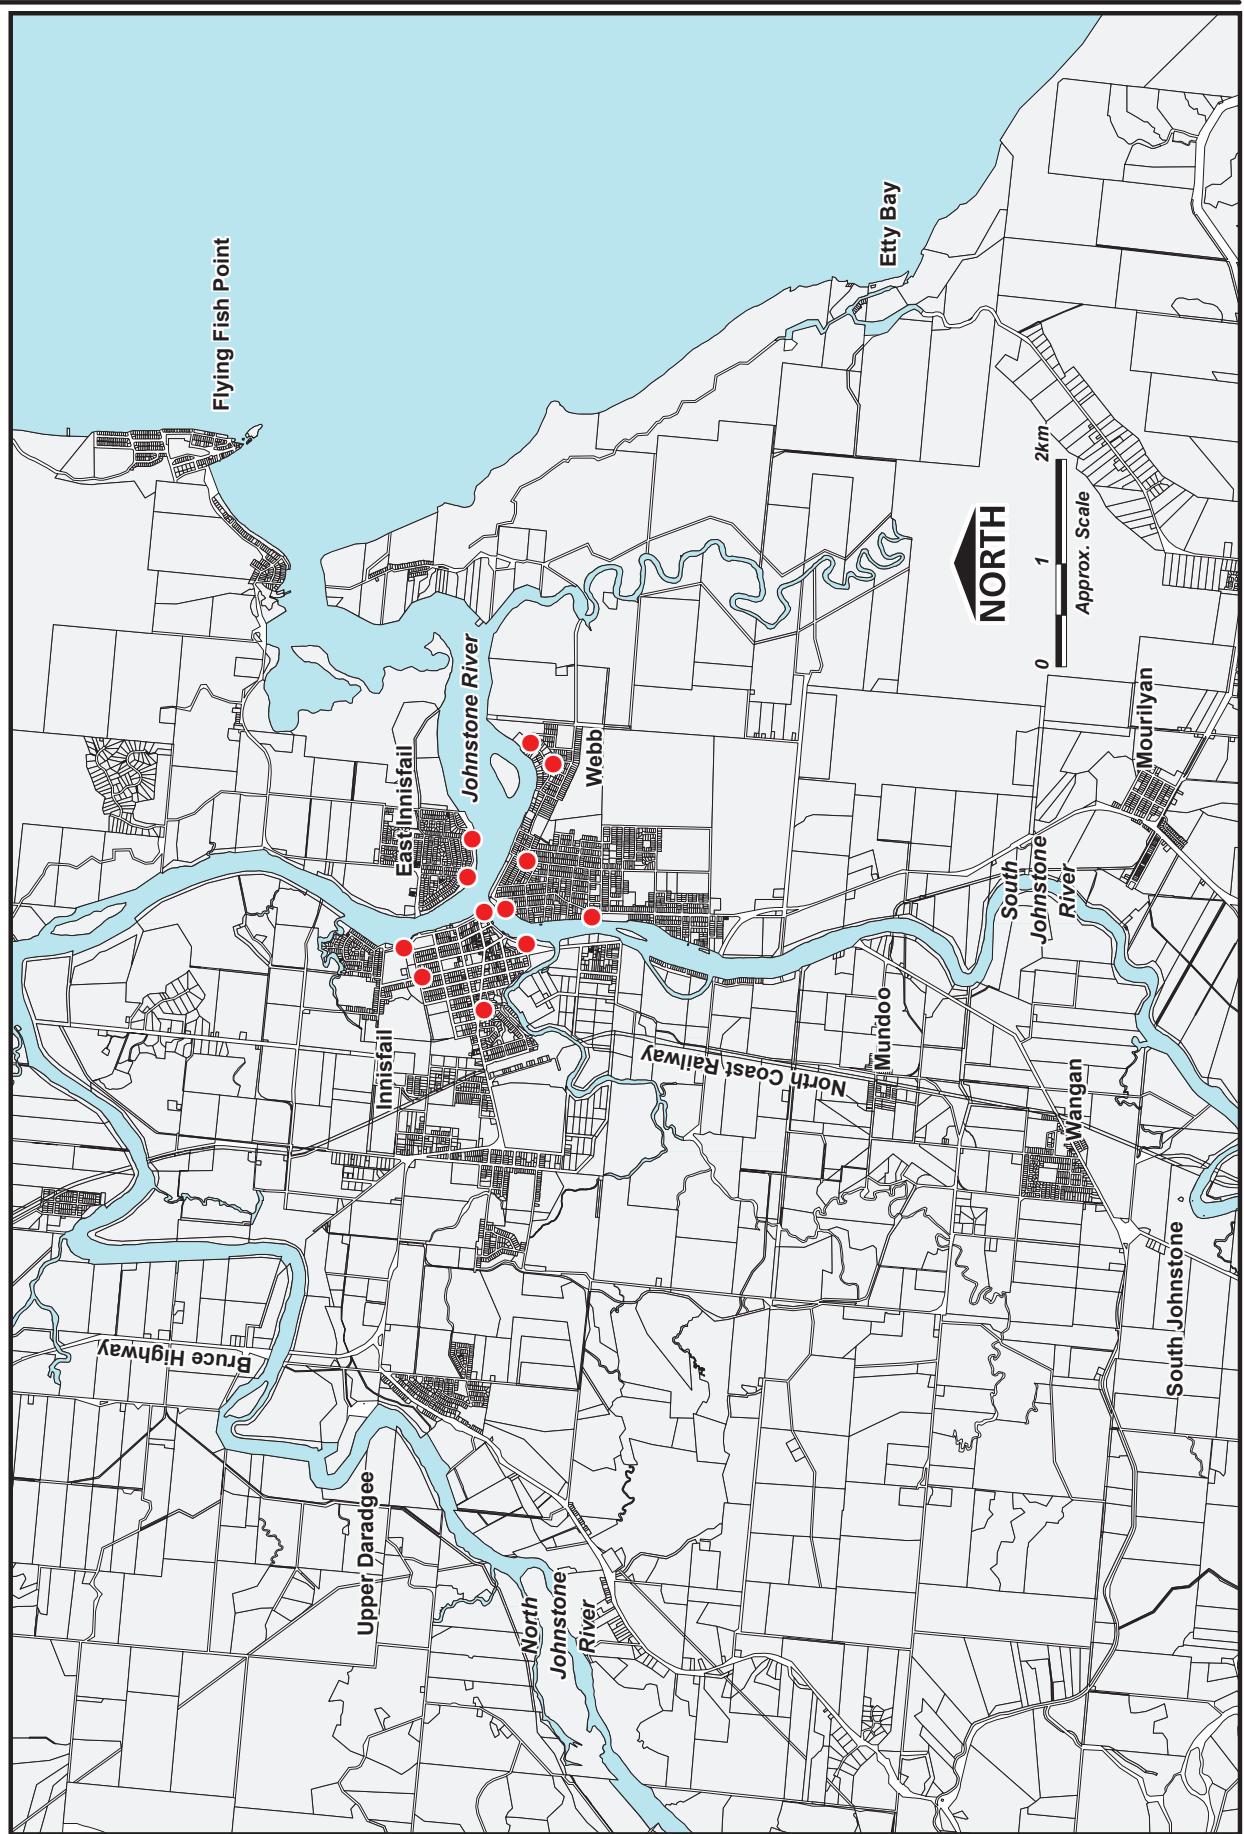 Flying Fish Point
Etty Bay
East Innisfail
Johnstone River
Webb
Innisfail
North Coast Railway
Mundoo
Wangan
South
Johnstone
River
Mourilyan
South Johnstone
Bruce Highway
Upper Daradgee
North
Johnstone
River
NORTH
0 1 2km
Approx. Scale